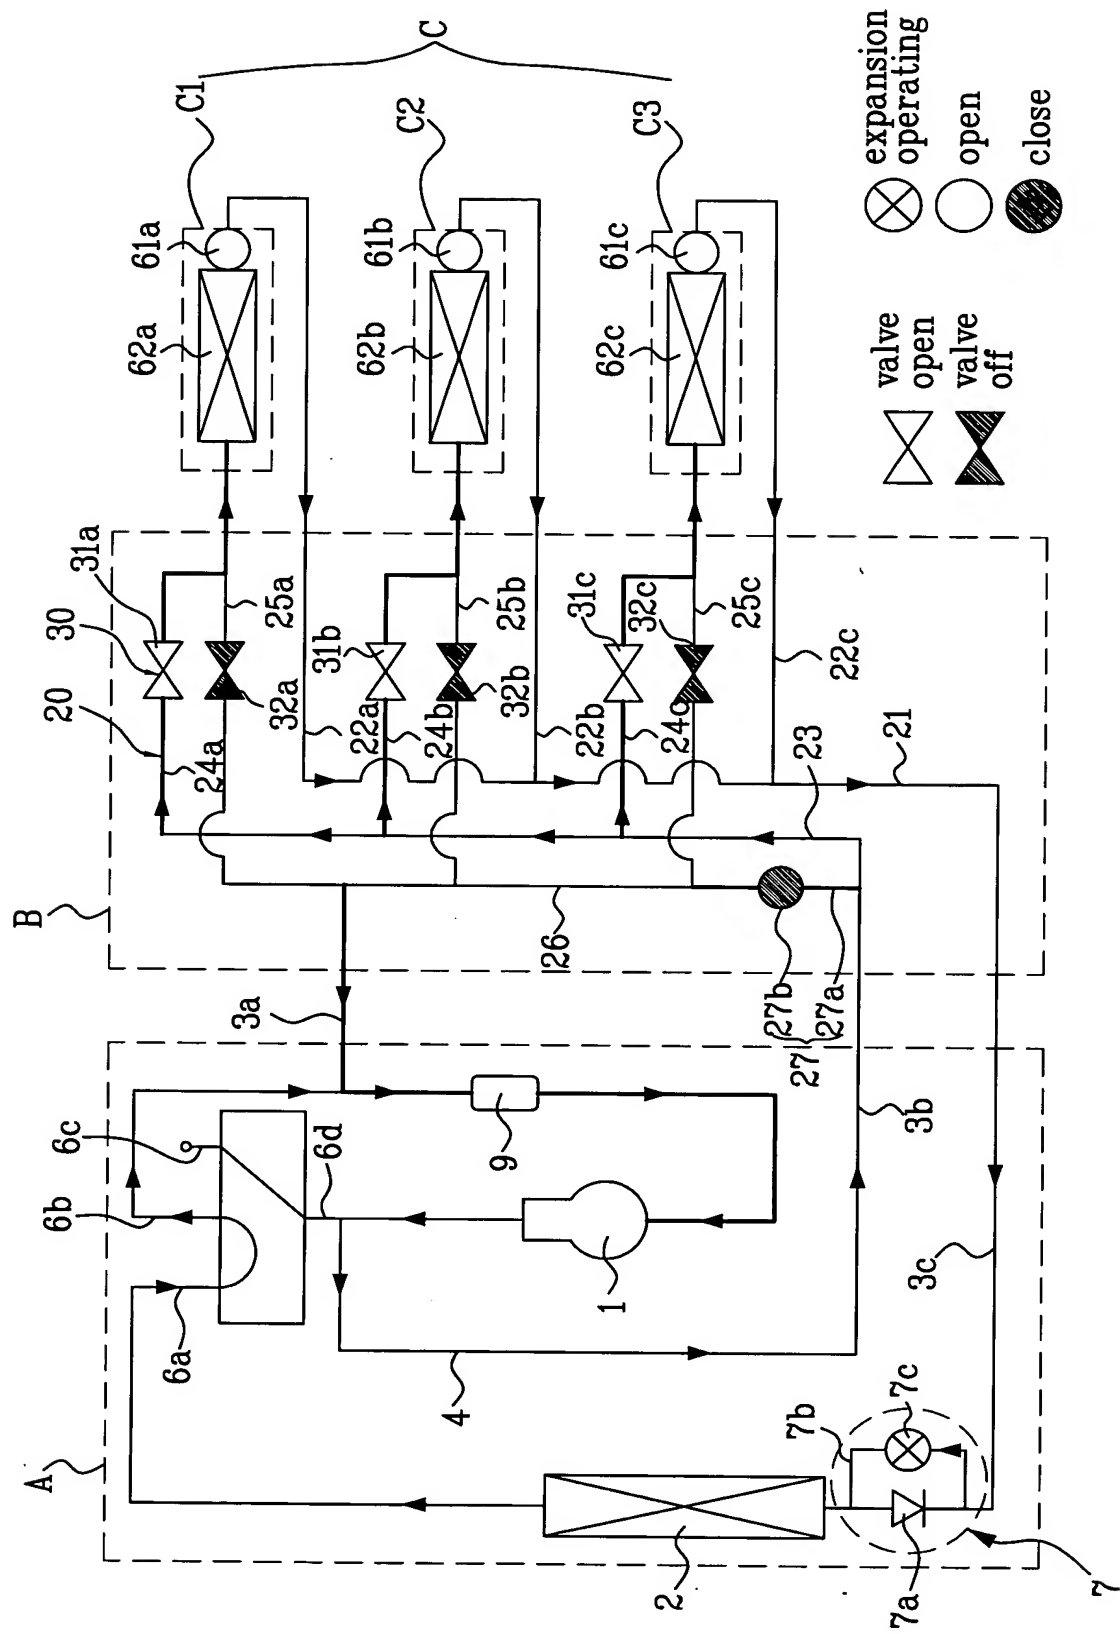 A
B
6c
6b
20
30
31a
C1
6a
3a
24a
32a
25a
62a
61a
6d
31b
22a
C2
C
4
9
24b
32b
25b
62b
61b
26
1
22b
31c
62c
61c
C3
2
24c
32c
27b
27
27a
25c
7b
23
7c
3b
22c
7a
3c
21
7
valve
open
valve
off
expansion
operating
open
close